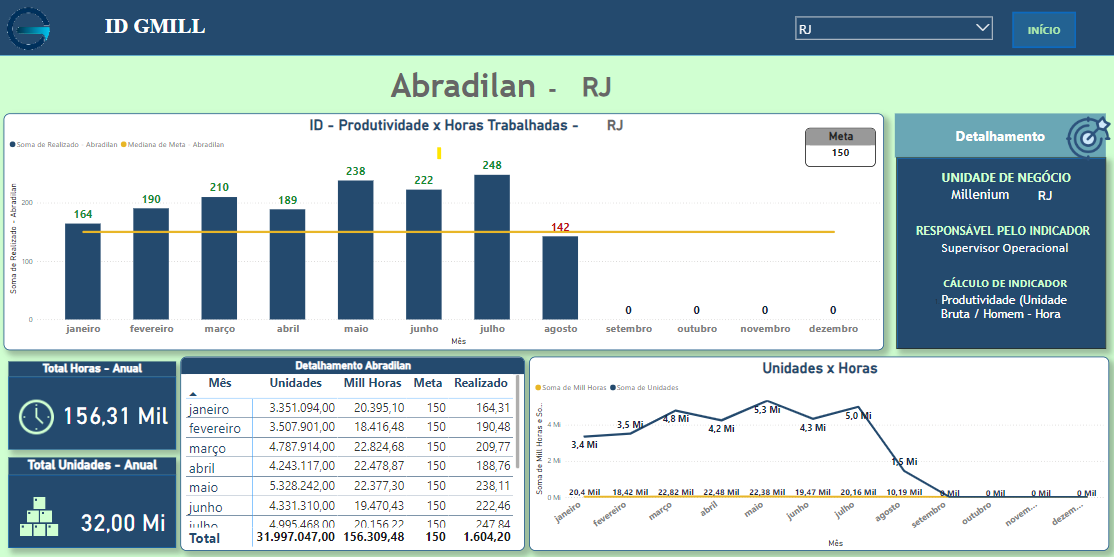 ID GMILL
RJ
INÍCIO
Abradilan - RJ
ID - Produtividade x Horas Trabalhadas - RJ
Soma de Realizado - Abradilan Mediana de Meta - Abradilan
Meta
150
Soma de Realizado - Abradilan
200
100
0
164
190
210
189
238
222
248
142
0
0
0
0
janeiro fevereiro março abril maio junho julho agosto setembro outubro novembro dezembro
Mês
Detalhamento
UNIDADE DE NEGÓCIO
Millenium RJ
RESPONSÁVEL PELO INDICADOR
Supervisor Operacional
CÁLCULO DE INDICADOR
Produtividade (Unidade
Bruta / Homem - Hora
Total Horas - Anual
156,31 Mil
Total Unidades - Anual
32,00 Mi
Detalhamento Abradilan
Mês Unidades Mill Horas Meta Realizado
janeiro 3.351.094,00 20.395,10 150 164,31
fevereiro 3.507.901,00 18.416,48 150 190,48
março 4.787.914,00 22.824,68 150 209,77
abril 4.243.117,00 22.478,87 150 188,76
maio 5.328.242,00 22.377,30 150 238,11
junho 4.331.310,00 19.470,43 150 222,46
julho 4.995.468,00 20.156,22 150 247,84
Total 31.997.047,00 156.309,48 150 1.604,20
Unidades x Horas
Soma de Mill Horas Soma de Unidades
Soma de Mill Horas e So...
4 Mi
2 Mi
0 Mi
3,4 Mi
3,5 Mi
4,8 Mi
4,2 Mi
5,3 Mi
4,3 Mi
5,0 Mi
1,5 Mi
20,4 Mil 18,42 Mil 22,82 Mil 22,48 Mil 22,38 Mil 19,47 Mil 20,16 Mil 10,19 Mil 0 Mil 0 Mil 0 Mil 0 Mil
janeiro fevereiro março abril maio junho julho agosto setembro outubro novem... dezem...
Mês